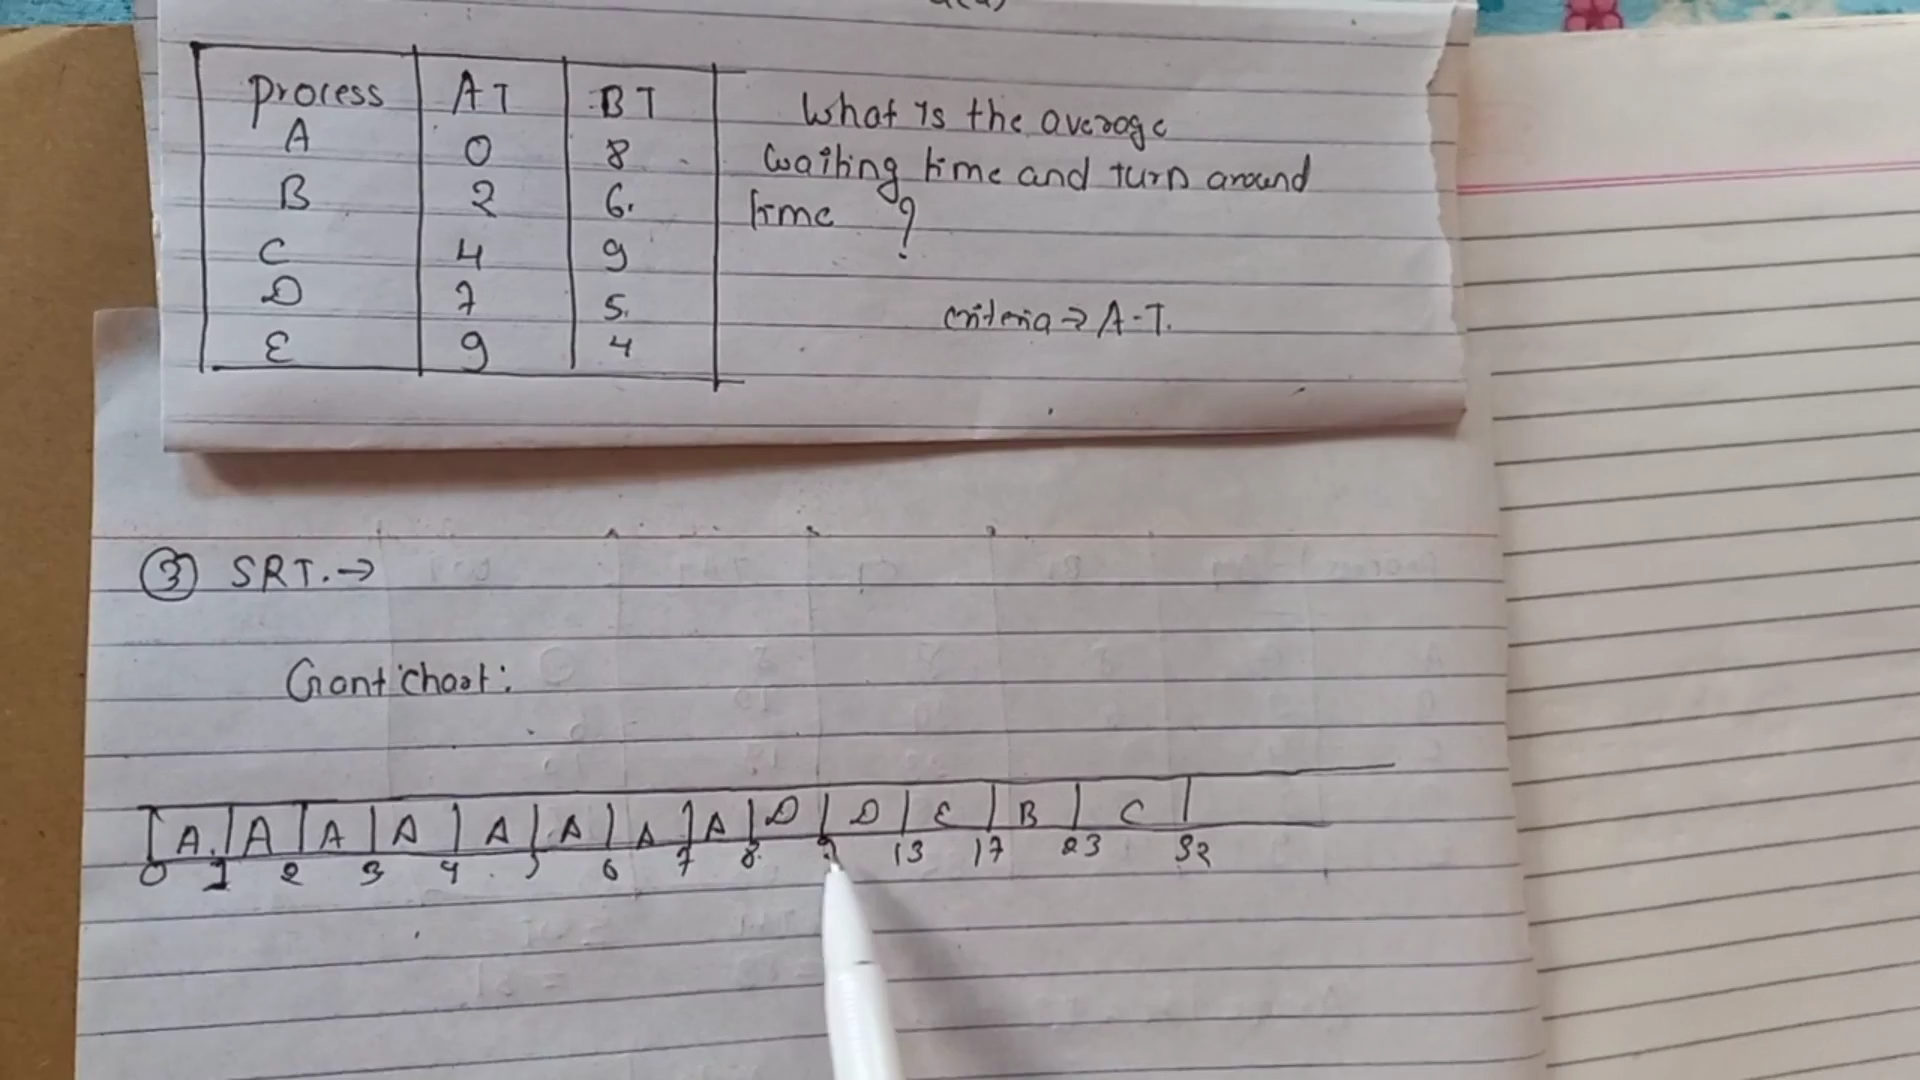 Process AT BT
A 0 8
B 2 6.
C 4 9
D 7 5.
E 9 4
What is the average
waiting time and turn around
time ?
criteria → A.T.
③ SRT. →
Gant chart:
A A A A A A A A D D E B C
0 1 2 3 4 5 6 7 8 9 13 17 23 32